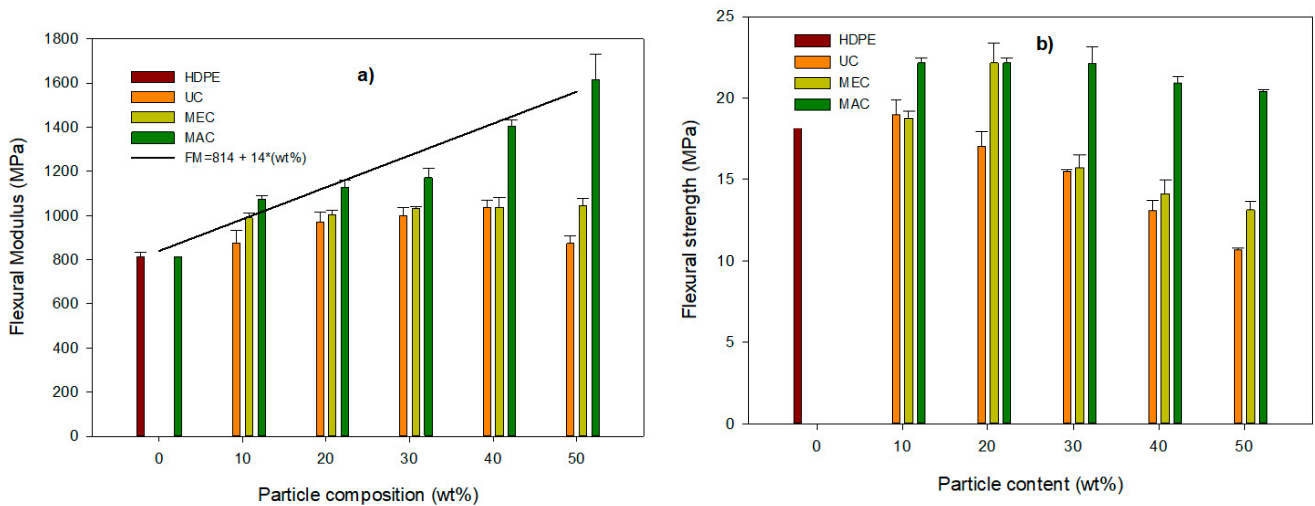 Flexural Modulus (MPa)
1800
1600
1400
1200
1000
800
600
400
200
0
a)
HDPE
UC
MEC
MAC
FM=814 + 14*(wt%)
0 10 20 30 40 50
Particle composition (wt%)
Flexural strength (MPa)
25
20
15
10
5
0
b)
HDPE
UC
MEC
MAC
0 10 20 30 40 50
Particle content (wt%)